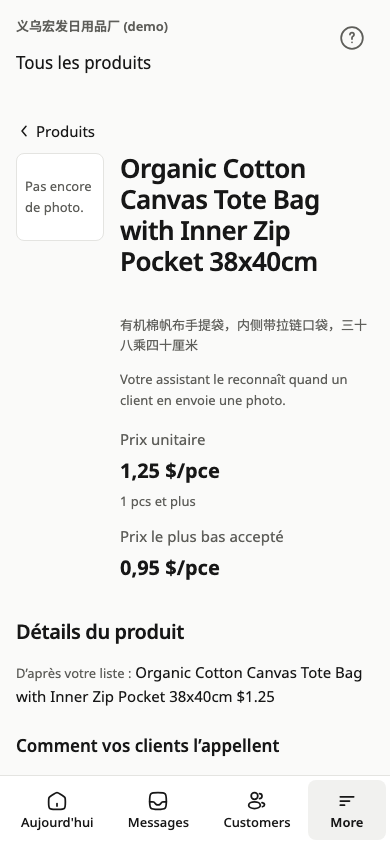 义乌宏发日用品厂 (demo)
Tous les produits
Produits
Pas encore
de photo.
Organic Cotton
Canvas Tote Bag
with Inner Zip
Pocket 38x40cm
有机棉帆布手提袋，内侧带拉链口袋，三十
八乘四十厘米
Votre assistant le reconnaît quand un
client en envoie une photo.
Prix unitaire
1,25 $/pce
1 pcs et plus
Prix le plus bas accepté
0,95 $/pce
Détails du produit
D’après votre liste : Organic Cotton Canvas Tote Bag
with Inner Zip Pocket 38x40cm $1.25
Comment vos clients l’appellent
Aujourd'hui Messages Customers More